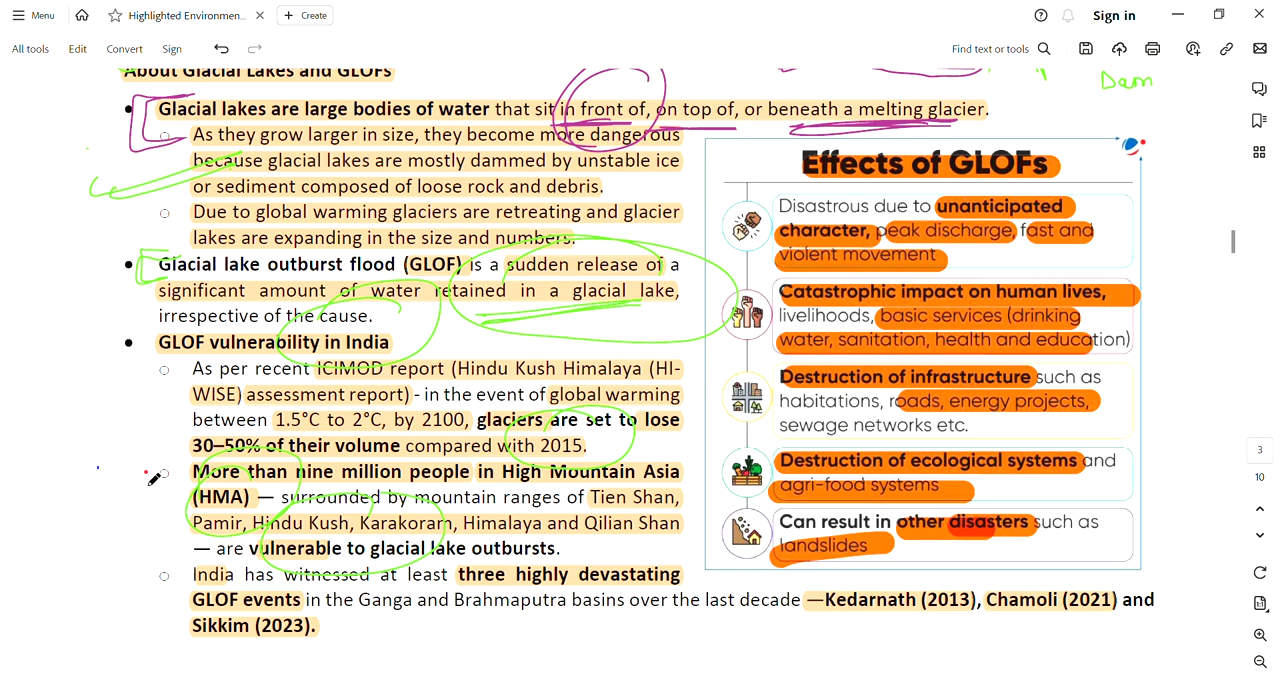 Menu
Highlighted Environmen...
Create
Sign in
All tools
Edit
Convert
Sign
Find text or tools
Dam
About Glacial Lakes and GLOFs
Glacial lakes are large bodies of water that sit in front of, on top of, or beneath a melting glacier.
As they grow larger in size, they become more dangerous
because glacial lakes are mostly dammed by unstable ice
or sediment composed of loose rock and debris.
Due to global warming glaciers are retreating and glacier
lakes are expanding in the size and numbers.
Glacial lake outburst flood (GLOF) is a sudden release of a
significant amount of water retained in a glacial lake,
irrespective of the cause.
GLOF vulnerability in India
As per recent ICIMOD report (Hindu Kush Himalaya (HI-
WISE) assessment report) - in the event of global warming
between 1.5°C to 2°C, by 2100, glaciers are set to lose
30–50% of their volume compared with 2015.
More than nine million people in High Mountain Asia
(HMA) — surrounded by mountain ranges of Tien Shan,
Pamir, Hindu Kush, Karakoram, Himalaya and Qilian Shan
— are vulnerable to glacial lake outbursts.
India has witnessed at least three highly devastating
GLOF events in the Ganga and Brahmaputra basins over the last decade —Kedarnath (2013), Chamoli (2021) and
Sikkim (2023).
Effects of GLOFs
Disastrous due to unanticipated
character, peak discharge, fast and
violent movement
Catastrophic impact on human lives,
livelihoods, basic services (drinking
water, sanitation, health and education)
Destruction of infrastructure such as
habitations, roads, energy projects,
sewage networks etc.
Destruction of ecological systems and
agri-food systems
Can result in other disasters such as
landslides
3
10